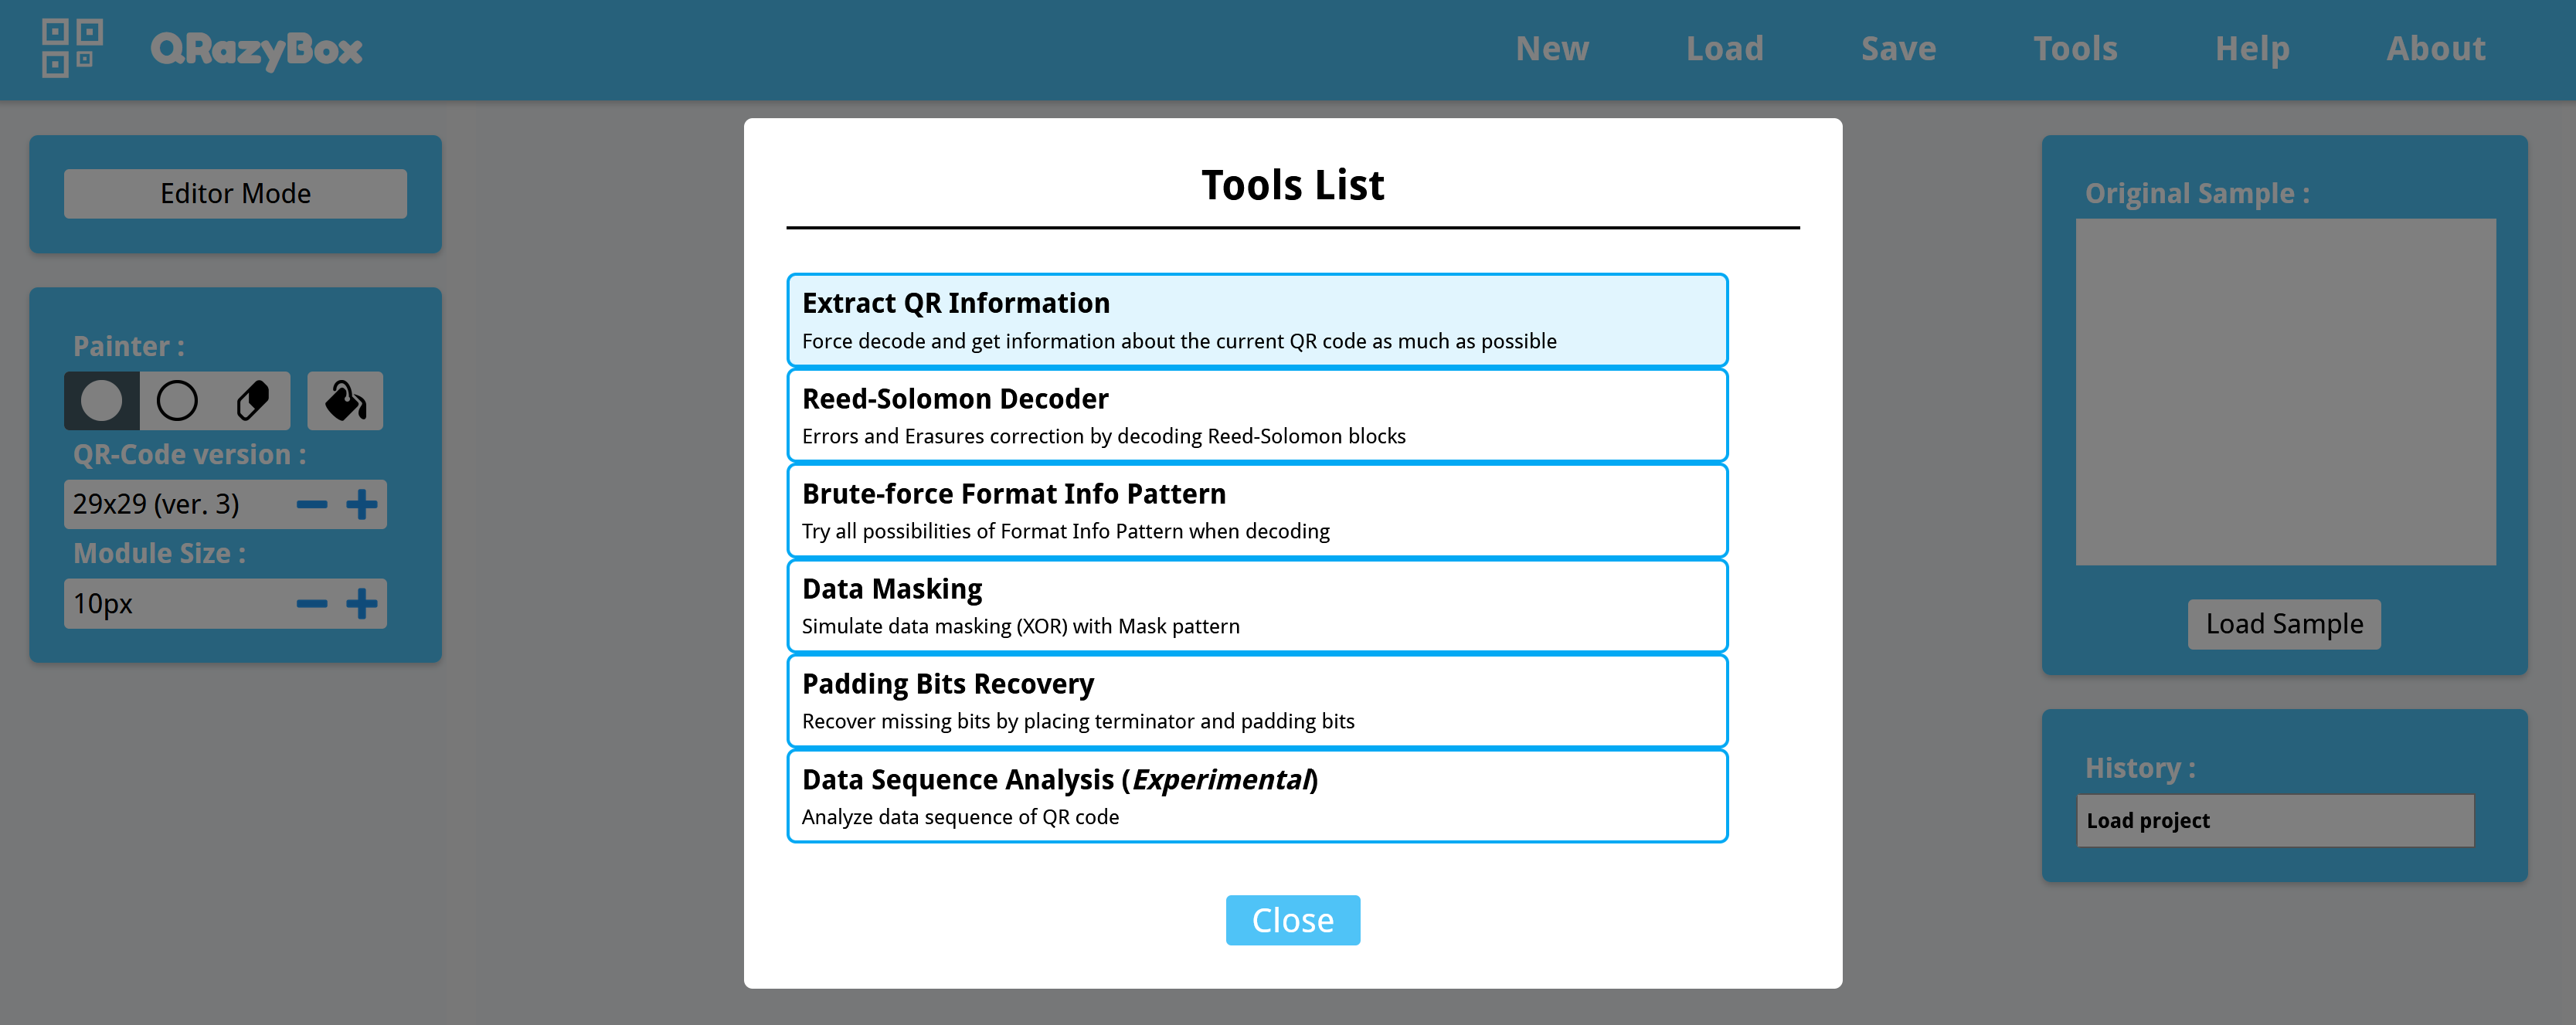 QRazyBox
New Load Save Tools Help About
Editor Mode
Painter :
QR-Code version :
29x29 (ver. 3)
Module Size :
10px
Tools List
Extract QR Information
Force decode and get information about the current QR code as much as possible
Reed-Solomon Decoder
Errors and Erasures correction by decoding Reed-Solomon blocks
Brute-force Format Info Pattern
Try all possibilities of Format Info Pattern when decoding
Data Masking
Simulate data masking (XOR) with Mask pattern
Padding Bits Recovery
Recover missing bits by placing terminator and padding bits
Data Sequence Analysis (Experimental)
Analyze data sequence of QR code
Close
Original Sample :
Load Sample
History :
Load project